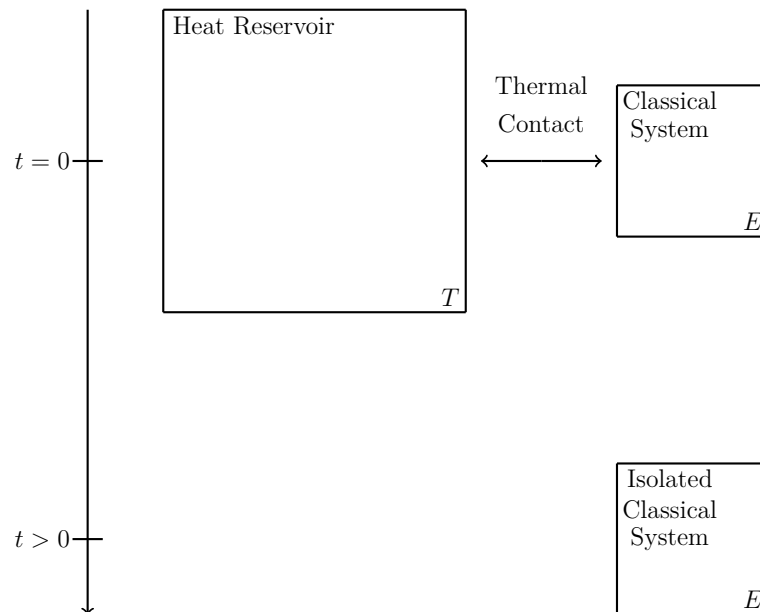 Heat Reservoir
Thermal
Contact
Classical
System
t = 0
E
T
Isolated
Classical
System
t > 0
E